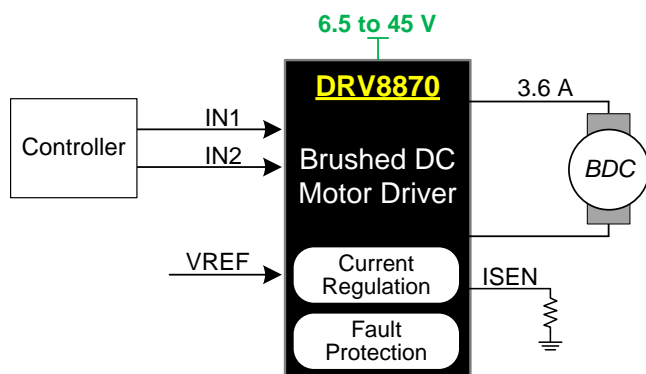 6.5 to 45 V
DRV8870
3.6 A
Controller
IN1
IN2
Brushed DC
Motor Driver
BDC
VREF
Current
Regulation
ISEN
Fault
Protection